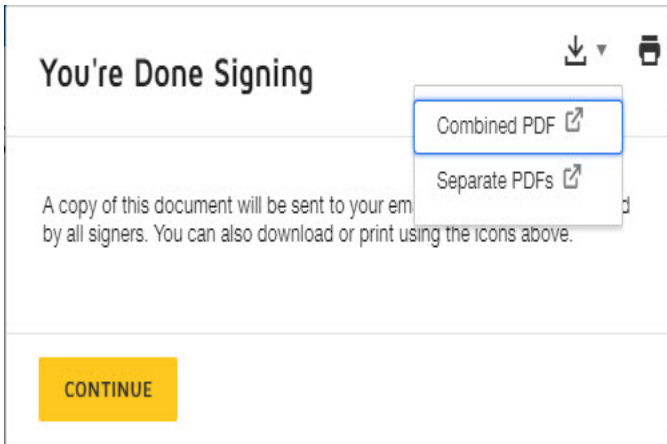 You're Done Signing
Combined PDF
Separate PDFs
A copy of this document will be sent to your em
by all signers. You can also download or print using the icons above.
CONTINUE